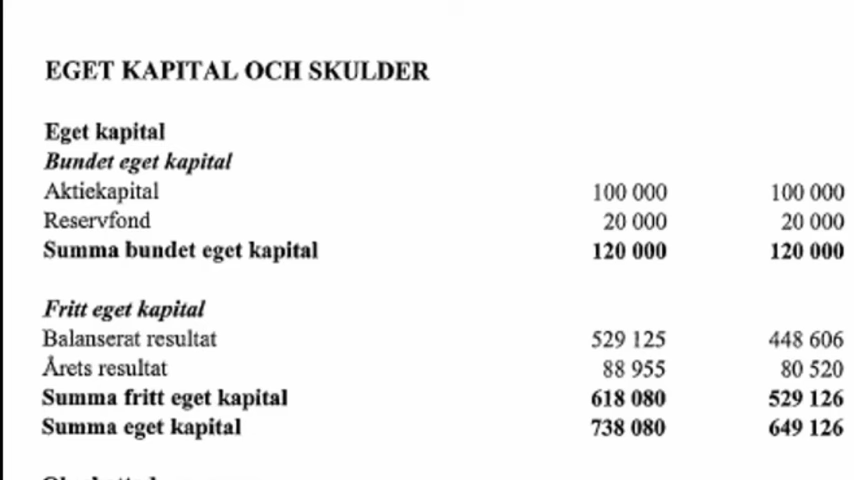 EGET KAPITAL OCH SKULDER
Eget kapital
Bundet eget kapital
Aktiekapital 100 000 100 000
Reservfond 20 000 20 000
Summa bundet eget kapital 120 000 120 000
Fritt eget kapital
Balanserat resultat 529 125 448 606
Årets resultat 88 955 80 520
Summa fritt eget kapital 618 080 529 126
Summa eget kapital 738 080 649 126